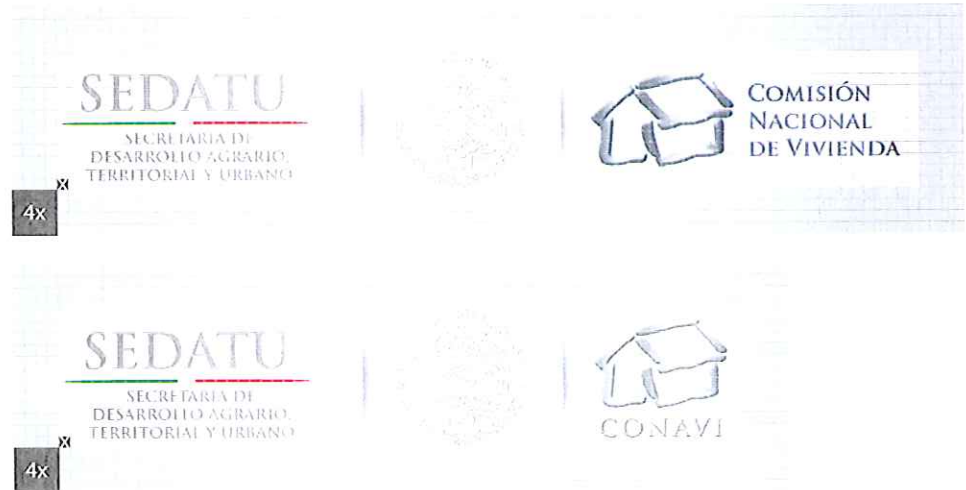 SEDATU
SECRETARÍA DE
DESARROLLO AGRARIO,
TERRITORIAL Y URBANO
COMISIÓN
NACIONAL
DE VIVIENDA
x
4x
SEDATU
SECRETARÍA DE
DESARROLLO AGRARIO,
TERRITORIAL Y URBANO
CONAVI
x
4x